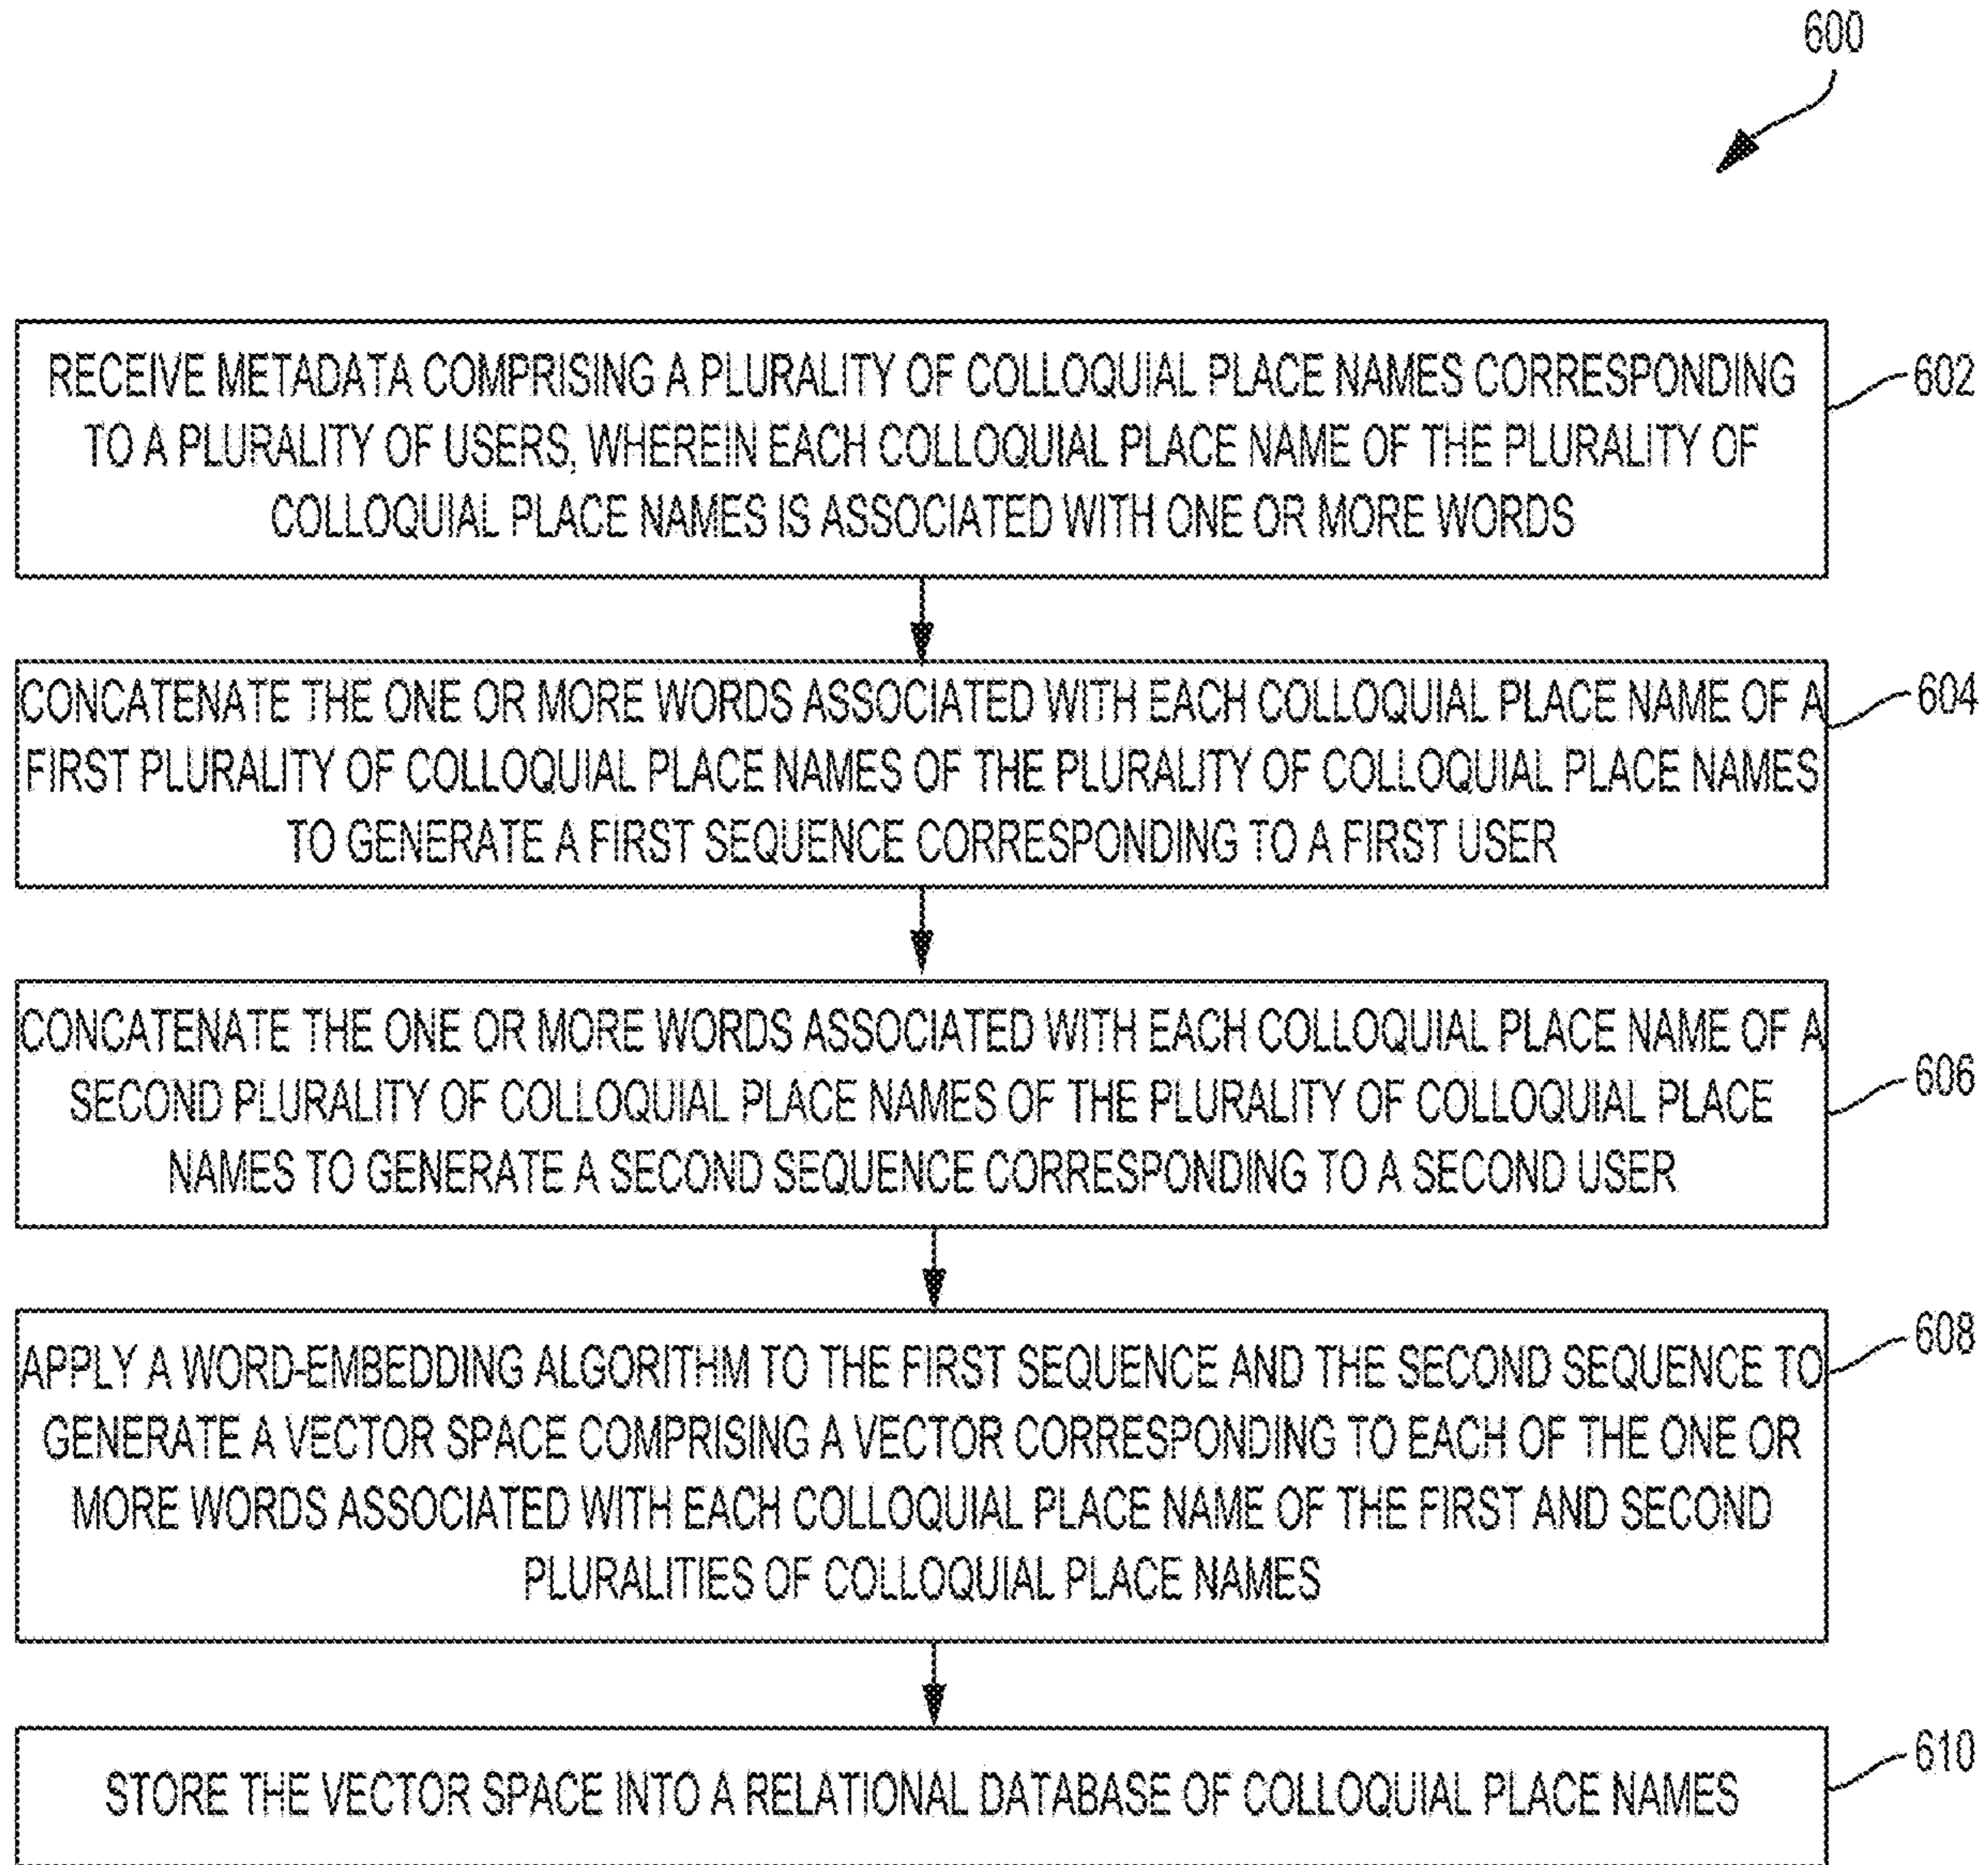 600
RECEIVE METADATA COMPRISING A PLURALITY OF COLLOQUIAL PLACE NAMES CORRESPONDING
TO A PLURALITY OF USERS, WHEREIN EACH COLLOQUIAL PLACE NAME OF THE PLURALITY OF
COLLOQUIAL PLACE NAMES IS ASSOCIATED WITH ONE OR MORE WORDS
602
CONCATENATE THE ONE OR MORE WORDS ASSOCIATED WITH EACH COLLOQUIAL PLACE NAME OF A
FIRST PLURALITY OF COLLOQUIAL PLACE NAMES OF THE PLURALITY OF COLLOQUIAL PLACE NAMES
TO GENERATE A FIRST SEQUENCE CORRESPONDING TO A FIRST USER
604
CONCATENATE THE ONE OR MORE WORDS ASSOCIATED WITH EACH COLLOQUIAL PLACE NAME OF A
SECOND PLURALITY OF COLLOQUIAL PLACE NAMES OF THE PLURALITY OF COLLOQUIAL PLACE
NAMES TO GENERATE A SECOND SEQUENCE CORRESPONDING TO A SECOND USER
606
APPLY A WORD-EMBEDDING ALGORITHM TO THE FIRST SEQUENCE AND THE SECOND SEQUENCE TO
GENERATE A VECTOR SPACE COMPRISING A VECTOR CORRESPONDING TO EACH OF THE ONE OR
MORE WORDS ASSOCIATED WITH EACH COLLOQUIAL PLACE NAME OF THE FIRST AND SECOND
PLURALITIES OF COLLOQUIAL PLACE NAMES
608
STORE THE VECTOR SPACE INTO A RELATIONAL DATABASE OF COLLOQUIAL PLACE NAMES
610